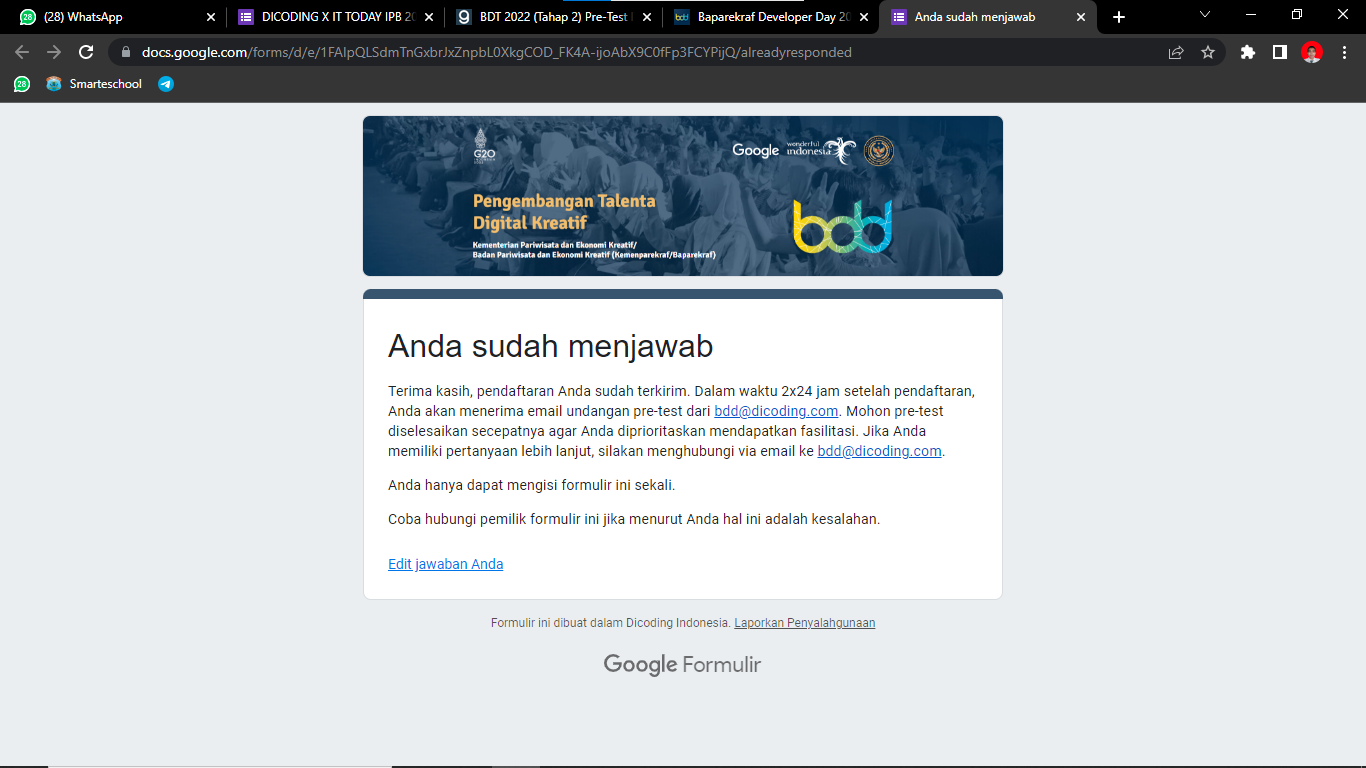 28
(28) WhatsApp
DICODING X IT TODAY IPB 20
BDT 2022 (Tahap 2) Pre-Test
Baparekraf Developer Day 20
Anda sudah menjawab
docs.google.com/forms/d/e/1FAIpQLSdmTnGxbrJxZnpbL0XkgCOD_FK4A-ijoAbX9C0fFp3FCYPijQ/alreadyresponded
28
Smarteschool
G20
INDONESIA
Google
wonderful
indonesia
Pengembangan Talenta
Digital Kreatif
bdd
Kementerian Pariwisata dan Ekonomi Kreatif/
Badan Pariwisata dan Ekonomi Kreatif (Kemenparekraf/Baparekraf)
Anda sudah menjawab
Terima kasih, pendaftaran Anda sudah terkirim. Dalam waktu 2x24 jam setelah pendaftaran,
Anda akan menerima email undangan pre-test dari bdd@dicoding.com. Mohon pre-test
diselesaikan secepatnya agar Anda diprioritaskan mendapatkan fasilitasi. Jika Anda
memiliki pertanyaan lebih lanjut, silakan menghubungi via email ke bdd@dicoding.com.
Anda hanya dapat mengisi formulir ini sekali.
Coba hubungi pemilik formulir ini jika menurut Anda hal ini adalah kesalahan.
Edit jawaban Anda
Formulir ini dibuat dalam Dicoding Indonesia. Laporkan Penyalahgunaan
Google Formulir